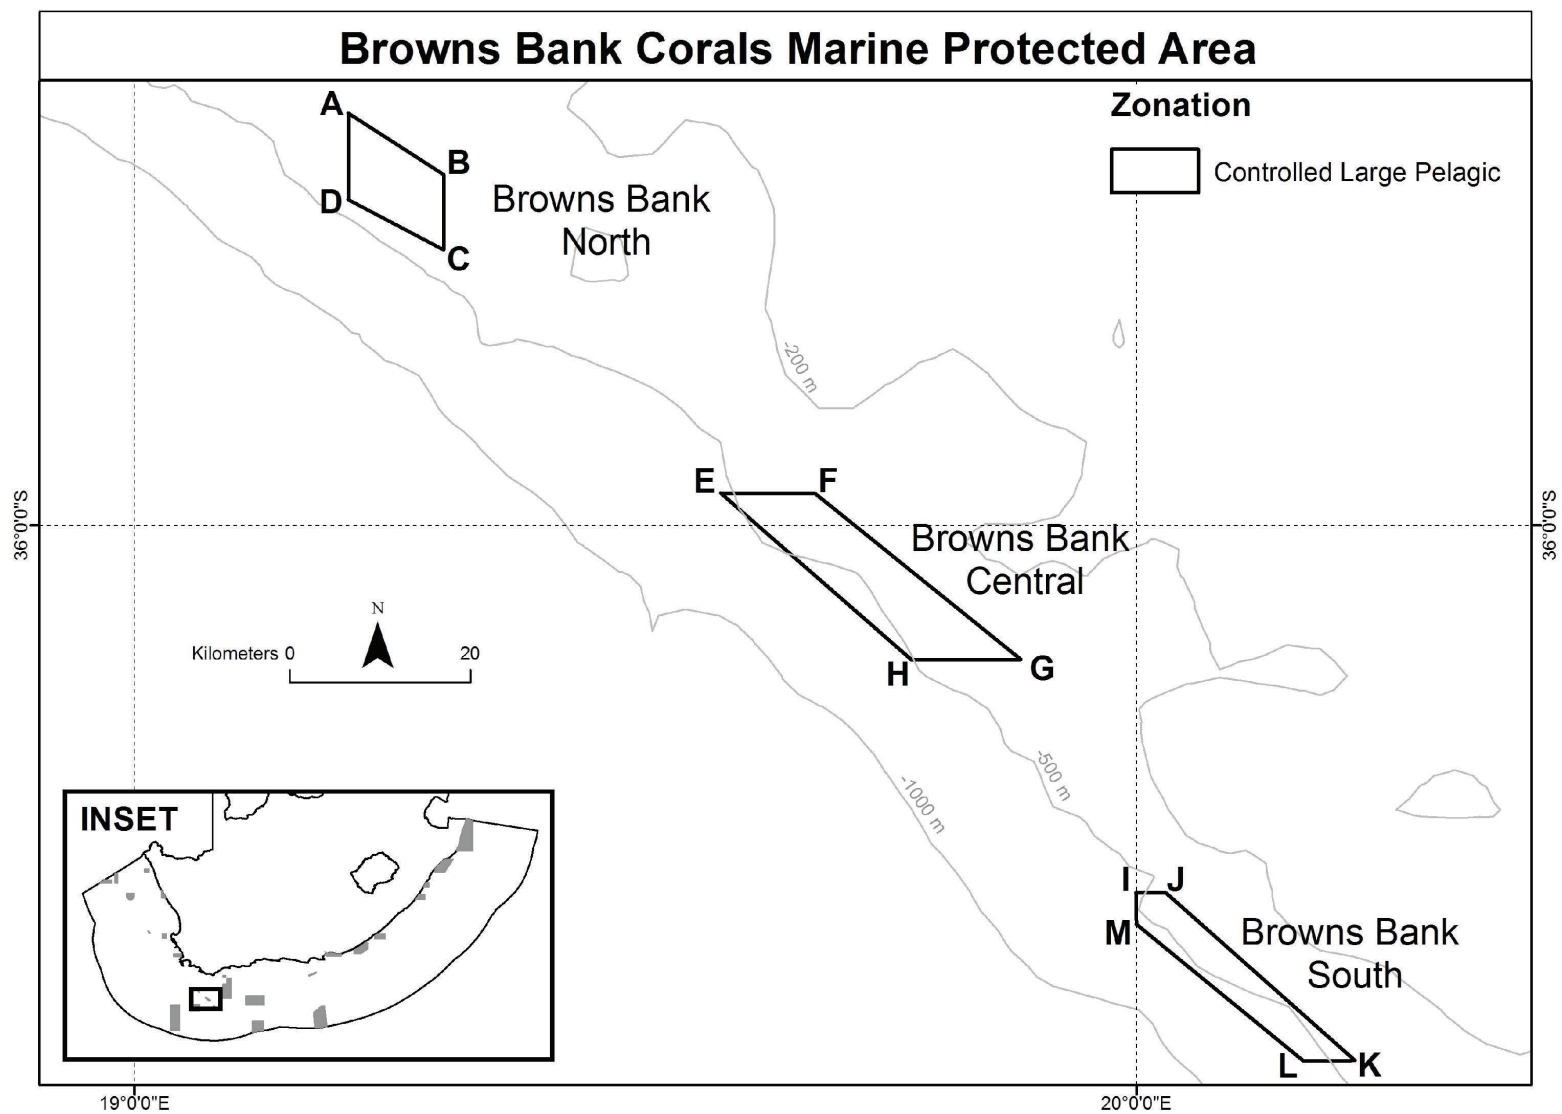 Browns Bank Corals Marine Protected Area
A
Zonation
B
Controlled Large Pelagic
D
Browns Bank
North
C
-200 m
E
F
36°0'0"S
36°0'0"S
Browns Bank
Central
N
Kilometers 0 20
H
G
-500 m
-1000 m
INSET
I
J
M
Browns Bank
South
L
K
19°0'0"E
20°0'0"E